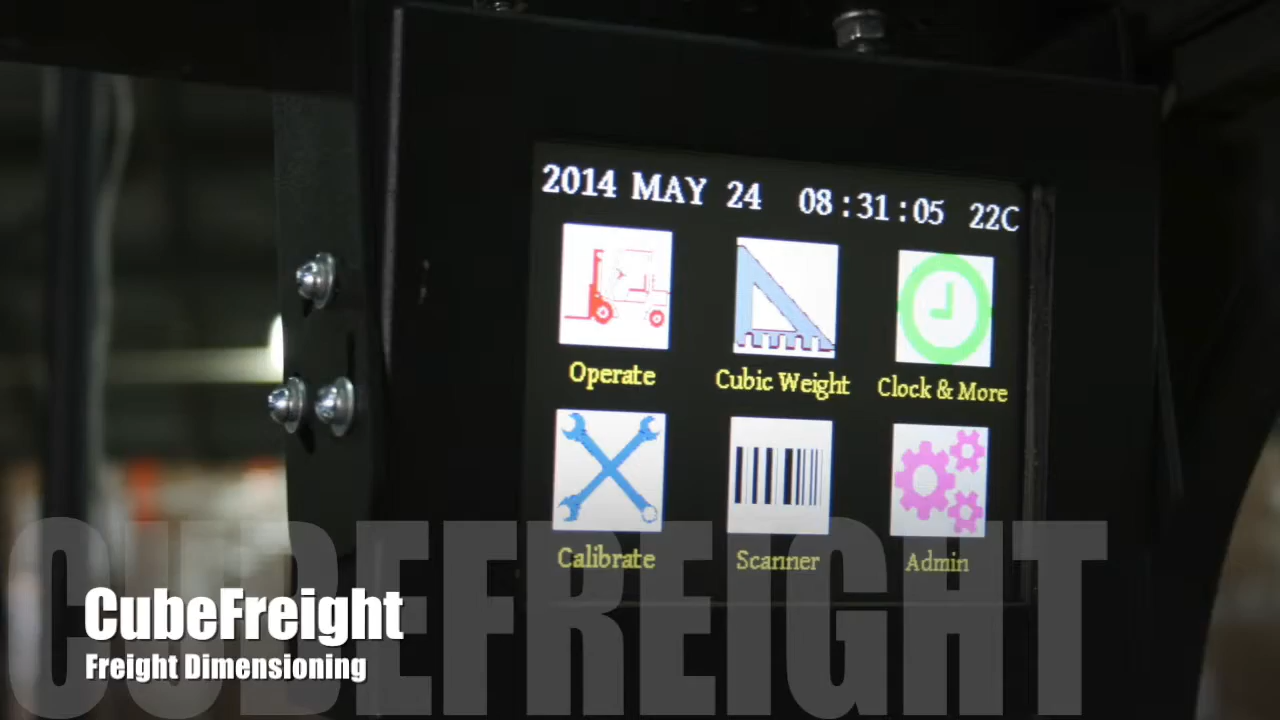 2014 MAY 24 08:31:05 22C
Operate
Cubic Weight
Clock & More
Calibrate
Scanner
Admin
CUBEFREIGHT
CubeFreight
Freight Dimensioning